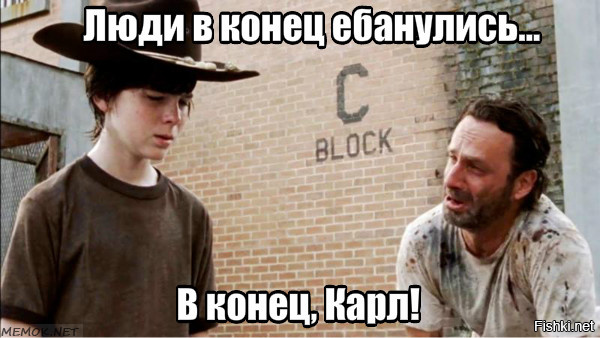 Люди в конец ебанулись...
C
BLOCK
В конец, Карл!
MEMOK.NET
Fishki.net